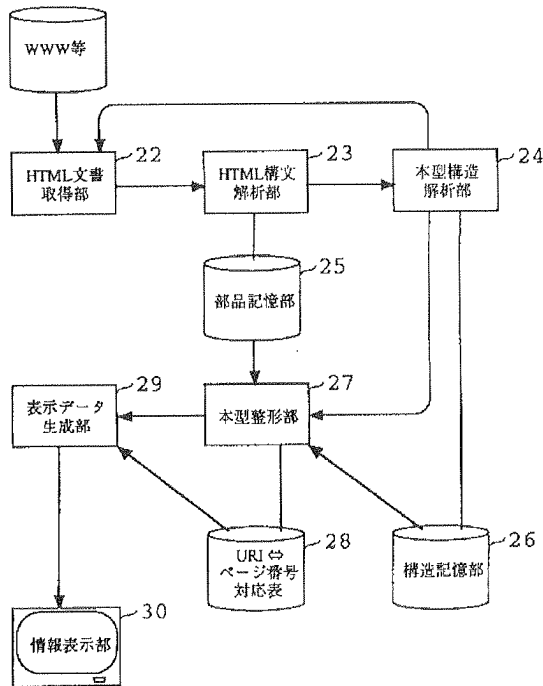 WWW等
22
HTML文書
取得部
23
HTML構文
解析部
24
本型構造
解析部
25
部品記憶部
29
表示データ
生成部
27
本型整形部
28
URI⇔
ページ番号
対応表
26
構造記憶部
30
情報表示部